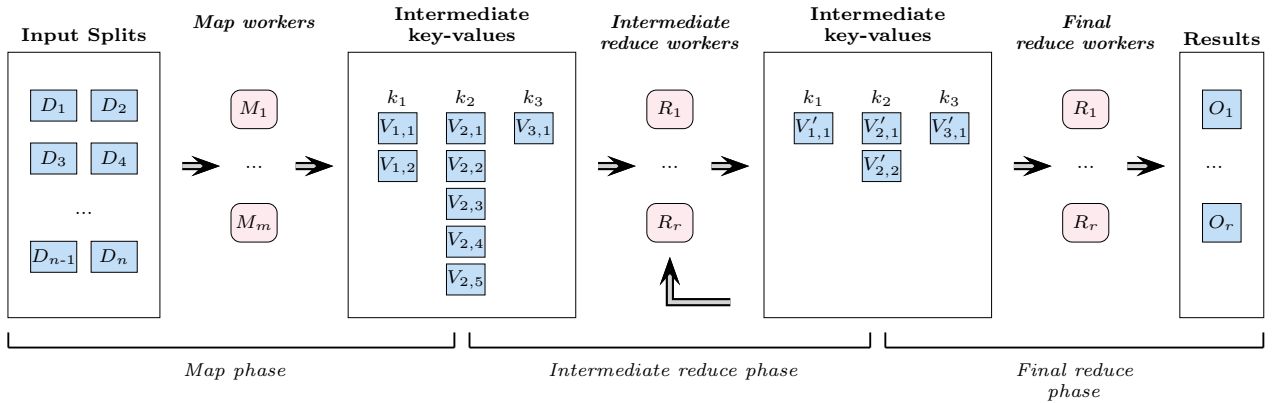 Input Splits
Map workers
Intermediate
key-values
Intermediate
reduce workers
Intermediate
key-values
Final
reduce workers
Results
D₁ D₂
D₃ D₄
...
Dₙ₋₁ Dₙ
M₁
...
Mₘ
k₁ k₂ k₃
V₁,₁ V₂,₁ V₃,₁
V₁,₂ V₂,₂
V₂,₃
V₂,₄
V₂,₅
R₁
...
Rᵣ
k₁ k₂ k₃
V′₁,₁ V′₂,₁ V′₃,₁
V′₂,₂
R₁
...
Rᵣ
O₁
...
Oᵣ
Map phase
Intermediate reduce phase
Final reduce
phase